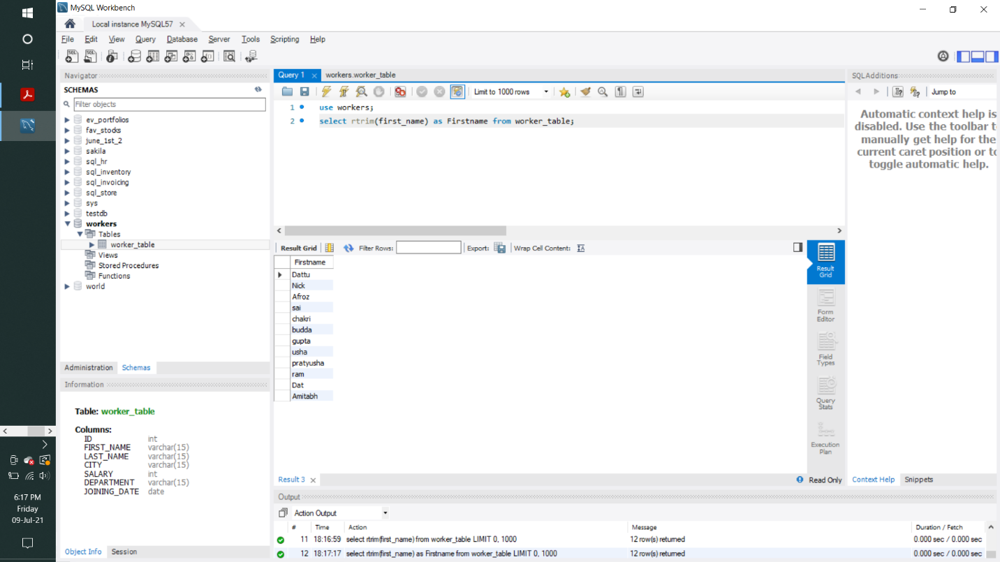 MySQL Workbench
Local instance MySQL57
File Edit View Query Database Server Tools Scripting Help
Navigator
SCHEMAS
Filter objects
ev_portfolios
fav_stocks
june_1st_2
sakila
sql_hr
sql_inventory
sql_invoicing
sql_store
sys
testdb
workers
Tables
worker_table
Views
Stored Procedures
Functions
world
Administration Schemas
Information
Table: worker_table
Columns:
ID int
FIRST_NAME varchar(15)
LAST_NAME varchar(15)
CITY varchar(15)
SALARY int
DEPARTMENT varchar(15)
JOINING_DATE date
Object Info Session
Query 1 workers.worker_table
Limit to 1000 rows
1 use workers;
2 select rtrim(first_name) as Firstname from worker_table;
Result Grid Filter Rows: Export: Wrap Cell Content:
Firstname
Dattu
Nick
Afroz
sai
chakri
budda
gupta
usha
pratyusha
ram
Dat
Amitabh
Result
Grid
Form
Editor
Field
Types
Query
Stats
Execution
Plan
Result 3 Read Only
SQLAdditions
Jump to
Automatic context help is
disabled. Use the toolbar t
manually get help for the
current caret position or to
toggle automatic help.
Context Help Snippets
Output
Action Output
# Time Action Message Duration / Fetch
11 18:16:59 select rtrim(first_name) from worker_table LIMIT 0, 1000 12 row(s) returned 0.000 sec / 0.000 sec
12 18:17:17 select rtrim(first_name) as Firstname from worker_table LIMIT 0, 1000 12 row(s) returned 0.000 sec / 0.000 sec
6:17 PM
Friday
09-Jul-21